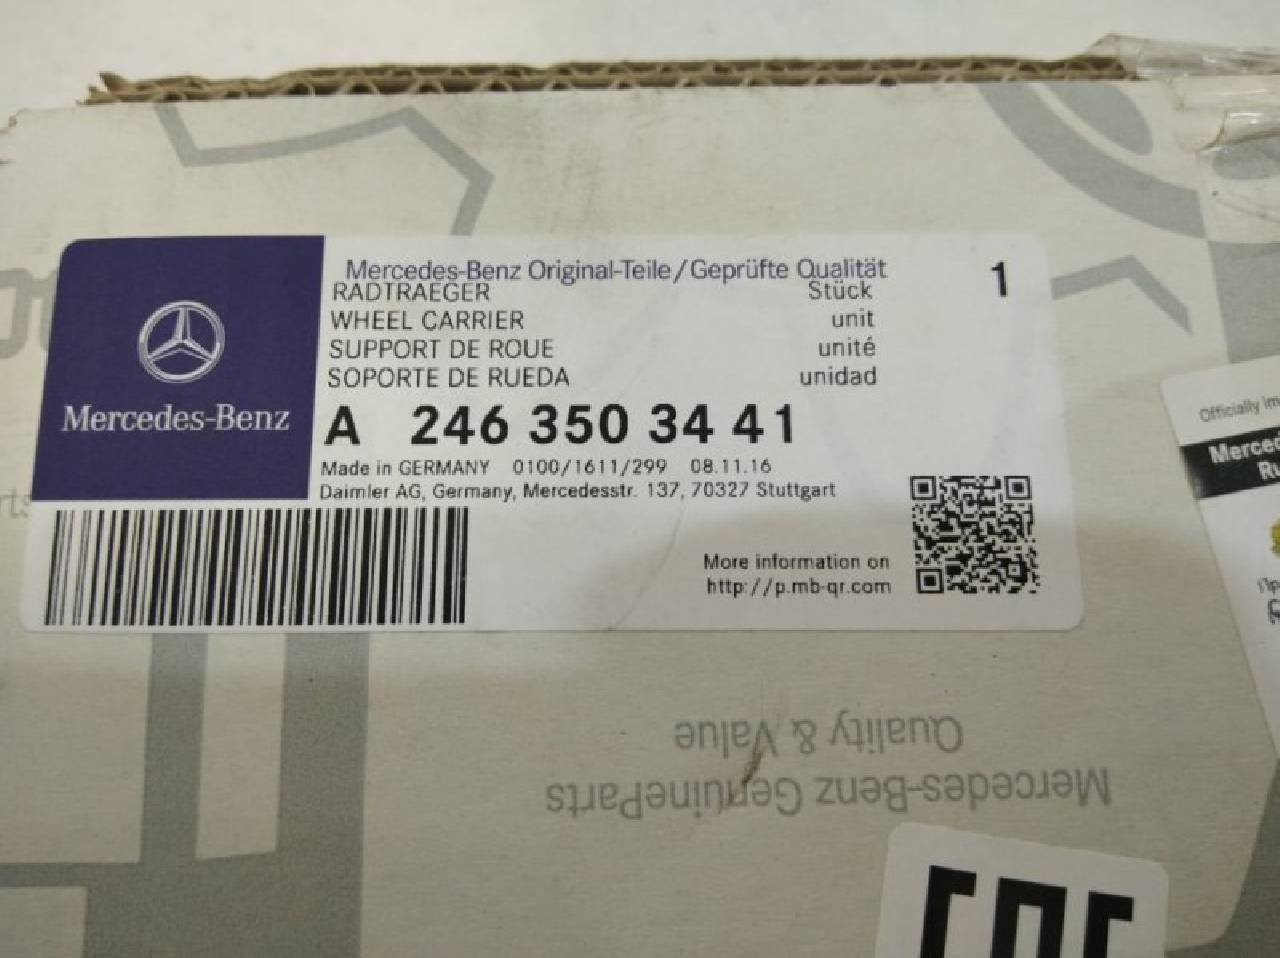 Mercedes-Benz Original-Teile/Geprüfte Qualität
RADTRAEGER Stück 1
WHEEL CARRIER unit
SUPPORT DE ROUE unité
SOPORTE DE RUEDA unidad
Mercedes-Benz
A 246 350 34 41
Made in GERMANY 0100/1611/299 08.11.16
Daimler AG, Germany, Mercedesstr. 137, 70327 Stuttgart
More information on
http://p.mb-qr.com
Officially
Quality & Value
Mercedes-Benz GenuineParts
EAC